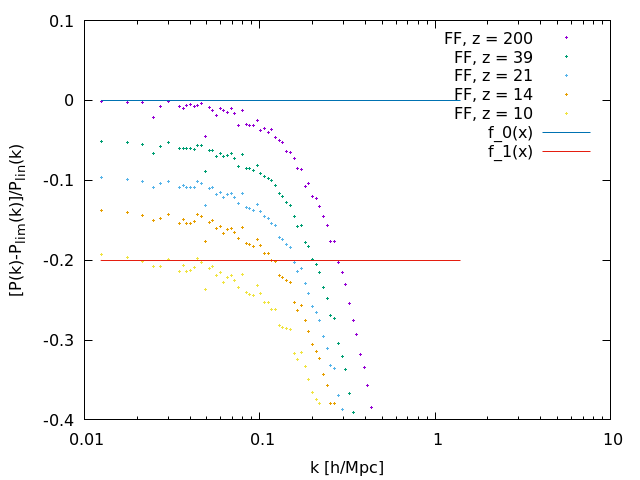 0.1
0
-0.1
-0.2
-0.3
-0.4
0.01
0.1
1
10
[P(k)-P_lim(k)]/P_lin(k)
k [h/Mpc]
FF, z = 200
FF, z = 39
FF, z = 21
FF, z = 14
FF, z = 10
f_0(x)
f_1(x)